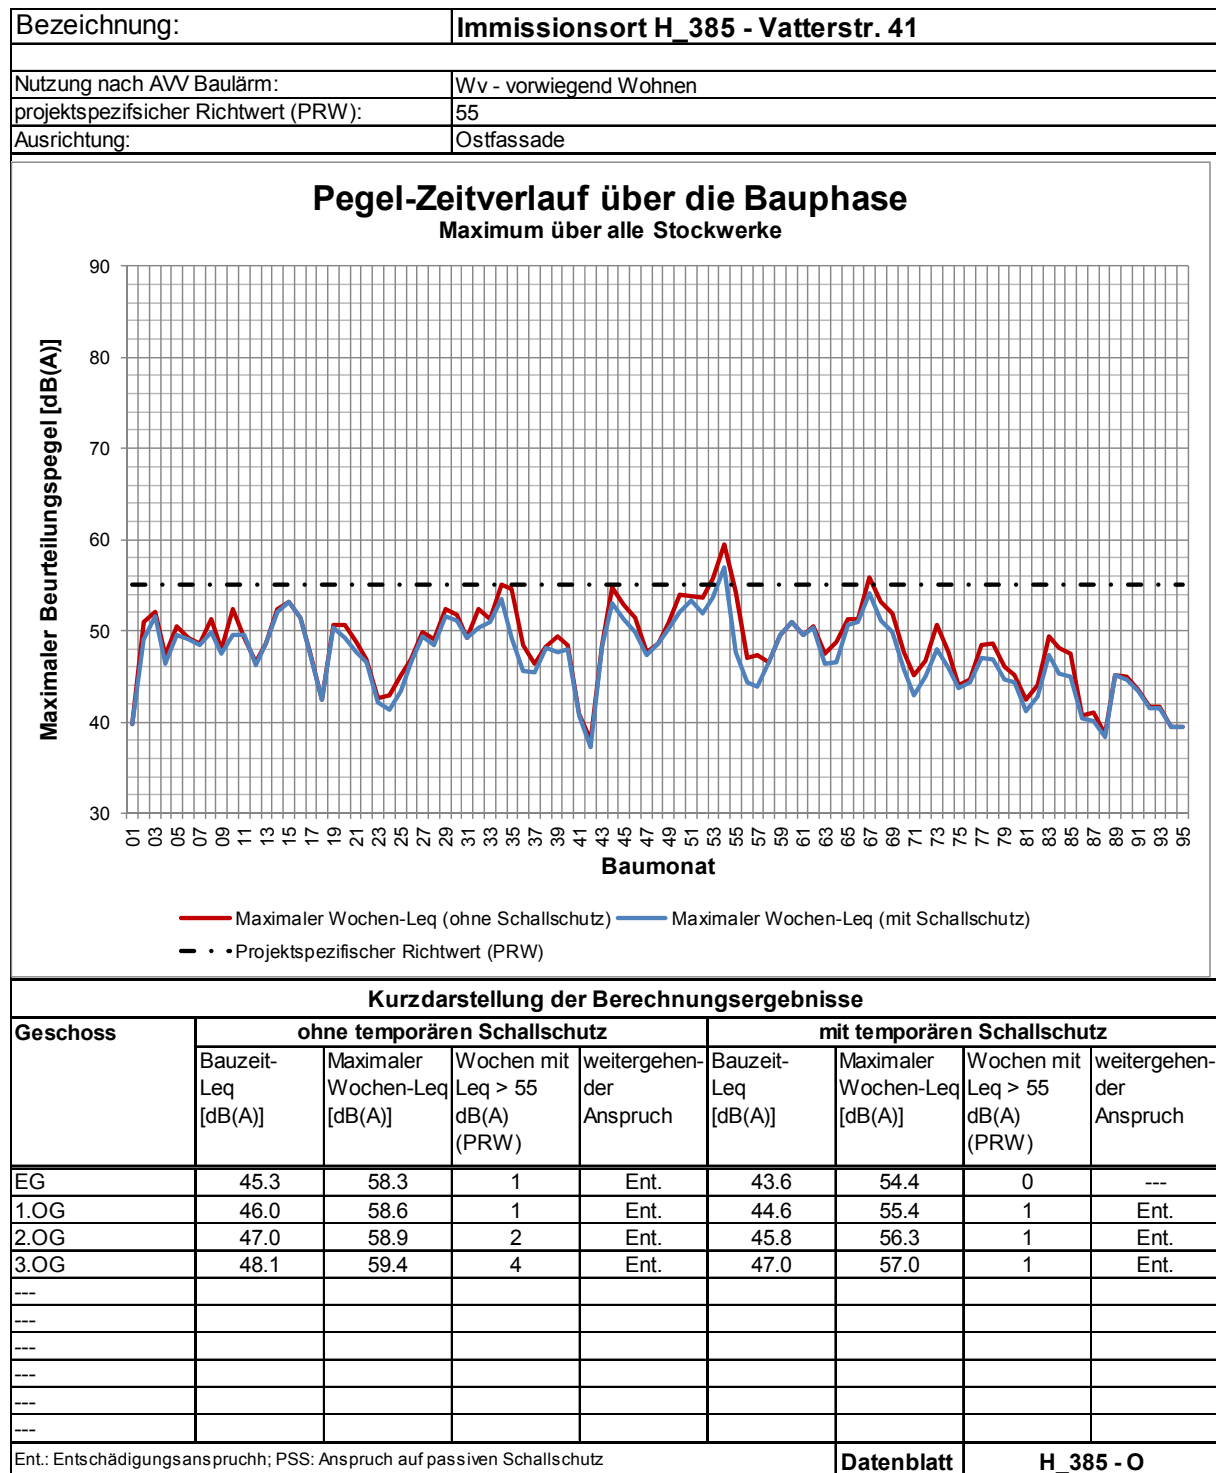 Bezeichnung: Immissionsort H_385 - Vatterstr. 41
Nutzung nach AVV Baulärm: Wv - vorwiegend Wohnen
projektspezifsicher Richtwert (PRW): 55
Ausrichtung: Ostfassade
Pegel-Zeitverlauf über die Bauphase
Maximum über alle Stockwerke
Maximaler Beurteilungspegel [dB(A)]
90
80
70
60
50
40
30
01 03 05 07 09 11 13 15 17 19 21 23 25 27 29 31 33 35 37 39 41 43 45 47 49 51 53 55 57 59 61 63 65 67 69 71 73 75 77 79 81 83 85 87 89 91 93 95
Baumonat
Maximaler Wochen-Leq (ohne Schallschutz) Maximaler Wochen-Leq (mit Schallschutz)
Projektspezifischer Richtwert (PRW)
Kurzdarstellung der Berechnungsergebnisse
Geschoss ohne temporären Schallschutz mit temporären Schallschutz
Bauzeit- Maximaler Wochen mit weitergehen- Bauzeit- Maximaler Wochen mit weitergehen-
Leq Wochen-Leq Leq > 55 der Leq Wochen-Leq Leq > 55 der
[dB(A)] [dB(A)] dB(A) Anspruch [dB(A)] [dB(A)] dB(A) Anspruch
(PRW) (PRW)
EG 45.3 58.3 1 Ent. 43.6 54.4 0 ---
1.OG 46.0 58.6 1 Ent. 44.6 55.4 1 Ent.
2.OG 47.0 58.9 2 Ent. 45.8 56.3 1 Ent.
3.OG 48.1 59.4 4 Ent. 47.0 57.0 1 Ent.
---
---
---
---
---
---
Ent.: Entschädigungsanspruchh; PSS: Anspruch auf passiven Schallschutz Datenblatt H_385 - O